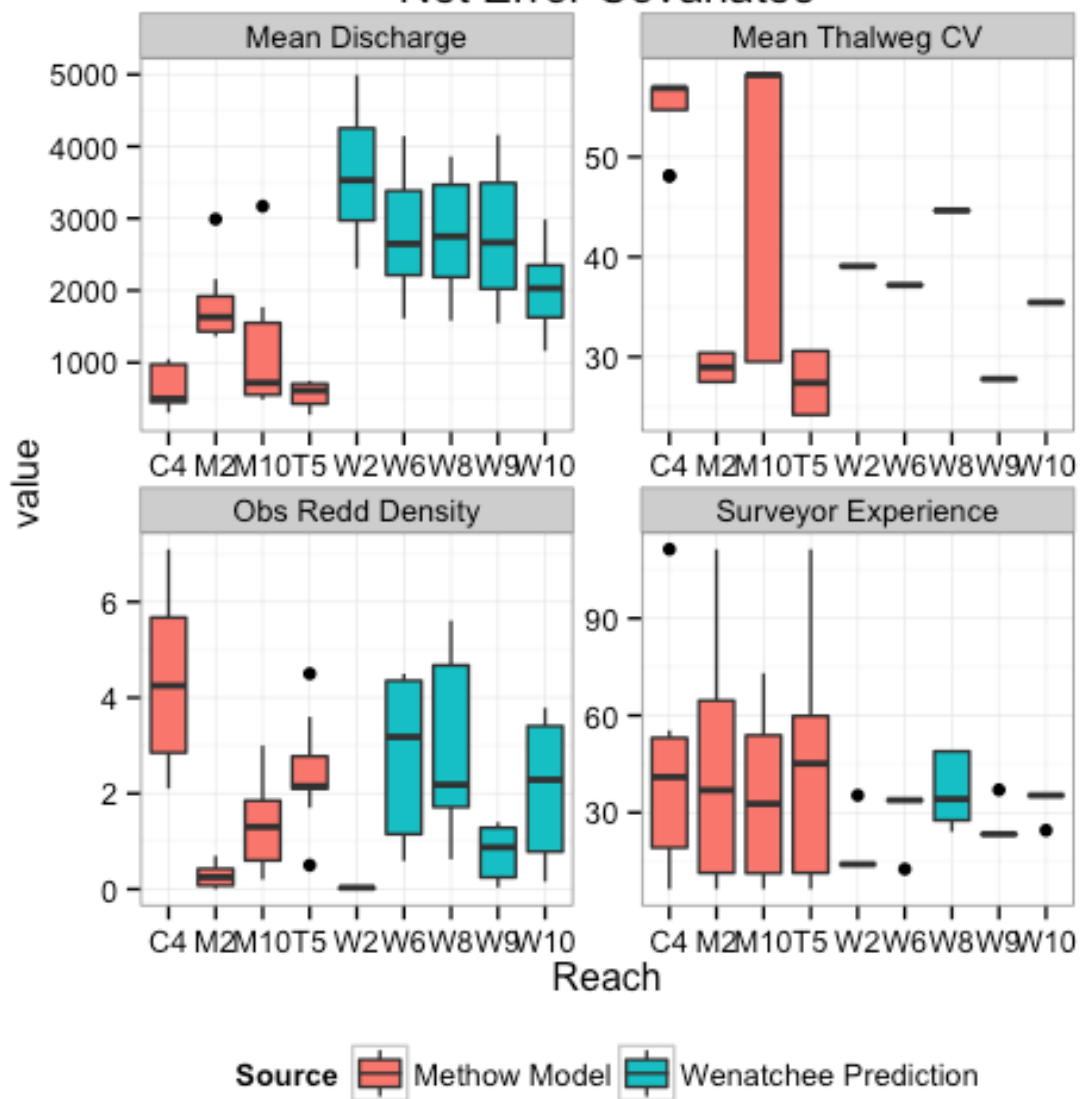 Error Covariates
Mean Discharge
Mean Thalweg CV
5000
4000
3000
2000
1000
50
40
30
C4 M2 M10 T5 W2 W6 W8 W9 W10
C4 M2 M10 T5 W2 W6 W8 W9 W10
value
Obs Redd Density
Surveyor Experience
6
4
2
0
90
60
30
C4 M2 M10 T5 W2 W6 W8 W9 W10
C4 M2 M10 T5 W2 W6 W8 W9 W10
Reach
Source Methow Model Wenatchee Prediction